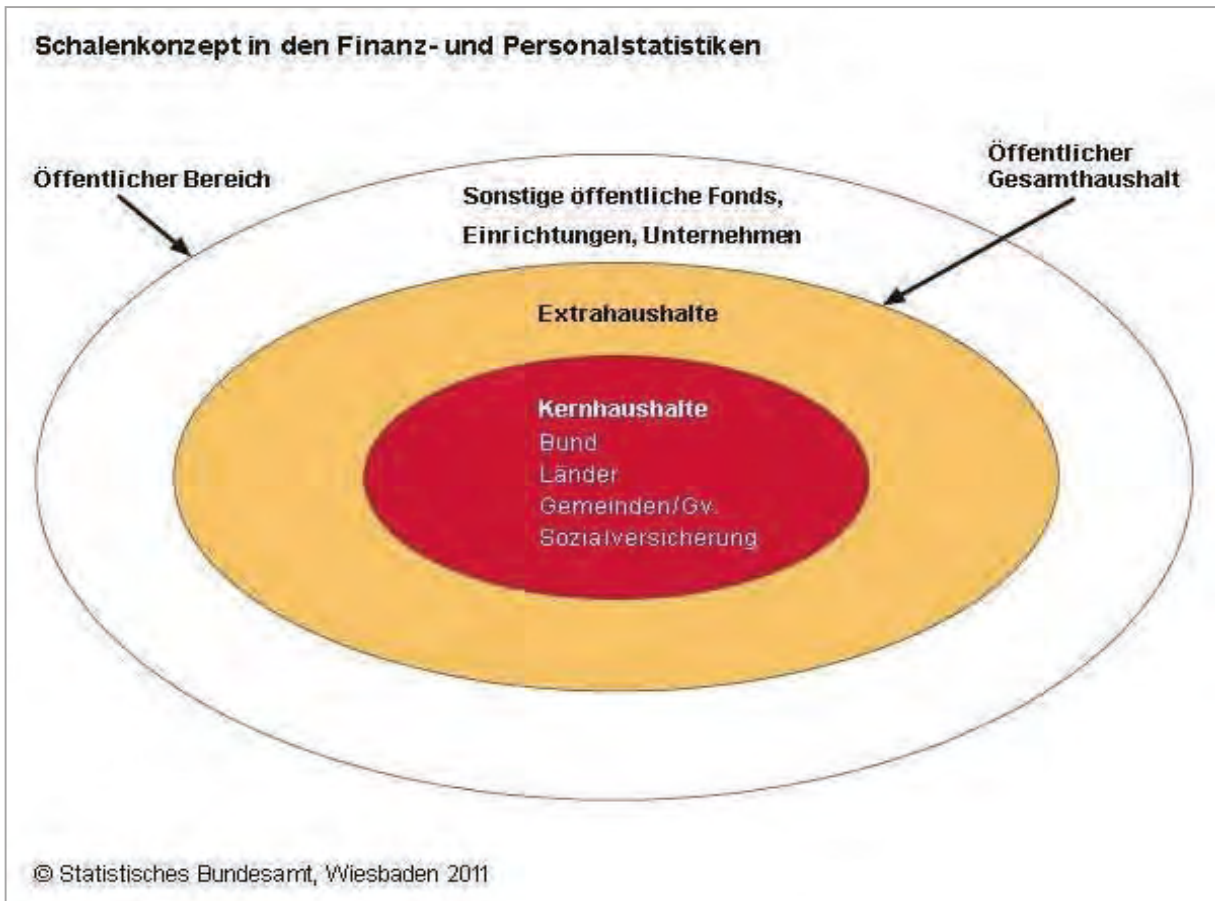 Schalenkonzept in den Finanz- und Personalstatistiken
Öffentlicher Bereich
Öffentlicher
Gesamthaushalt
Sonstige öffentliche Fonds,
Einrichtungen, Unternehmen
Extrahaushalte
Kernhaushalte
Bund
Länder
Gemeinden/Gv.
Sozialversicherung
© Statistisches Bundesamt, Wiesbaden 2011